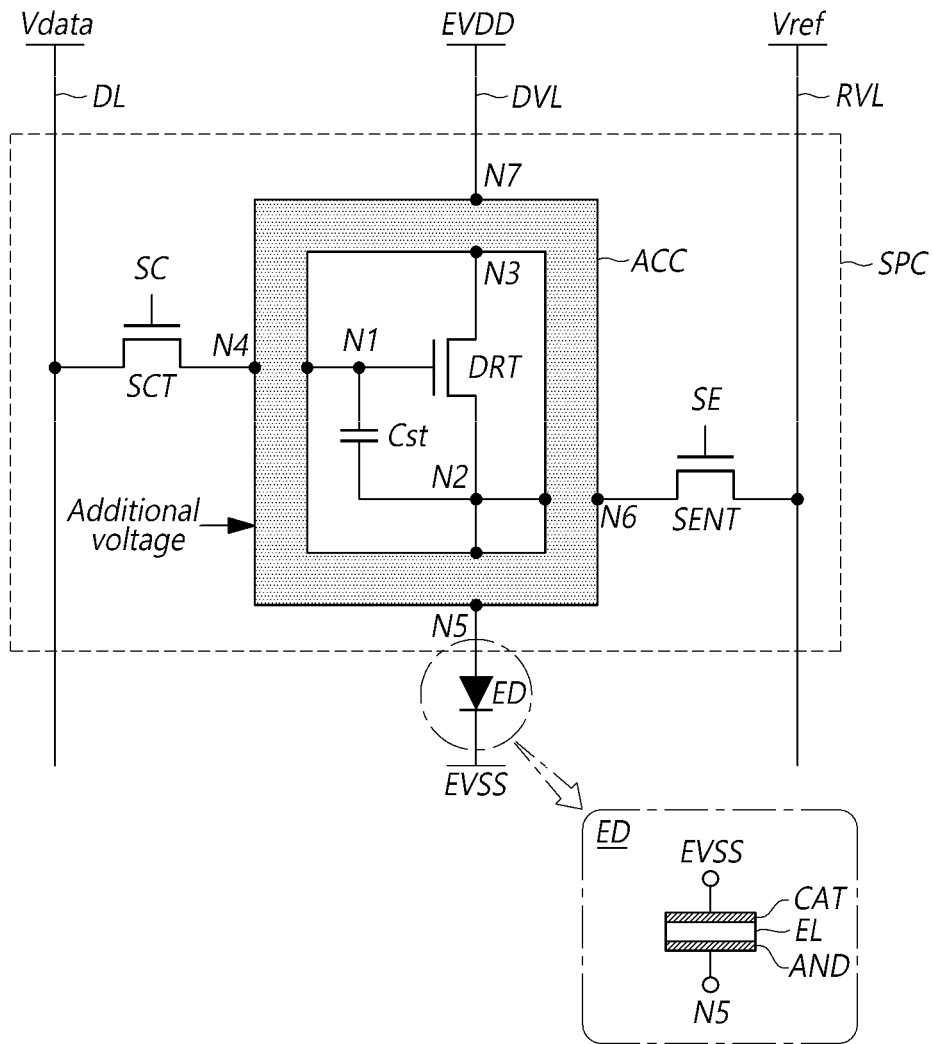 Vdata
EVDD
Vref
DL
DVL
RVL
N7
SC
N3
ACC
SPC
N4
N1
SCT
DRT
SE
Cst
N2
Additional
voltage
N6
SENT
N5
ED
EVSS
ED
EVSS
CAT
EL
AND
N5